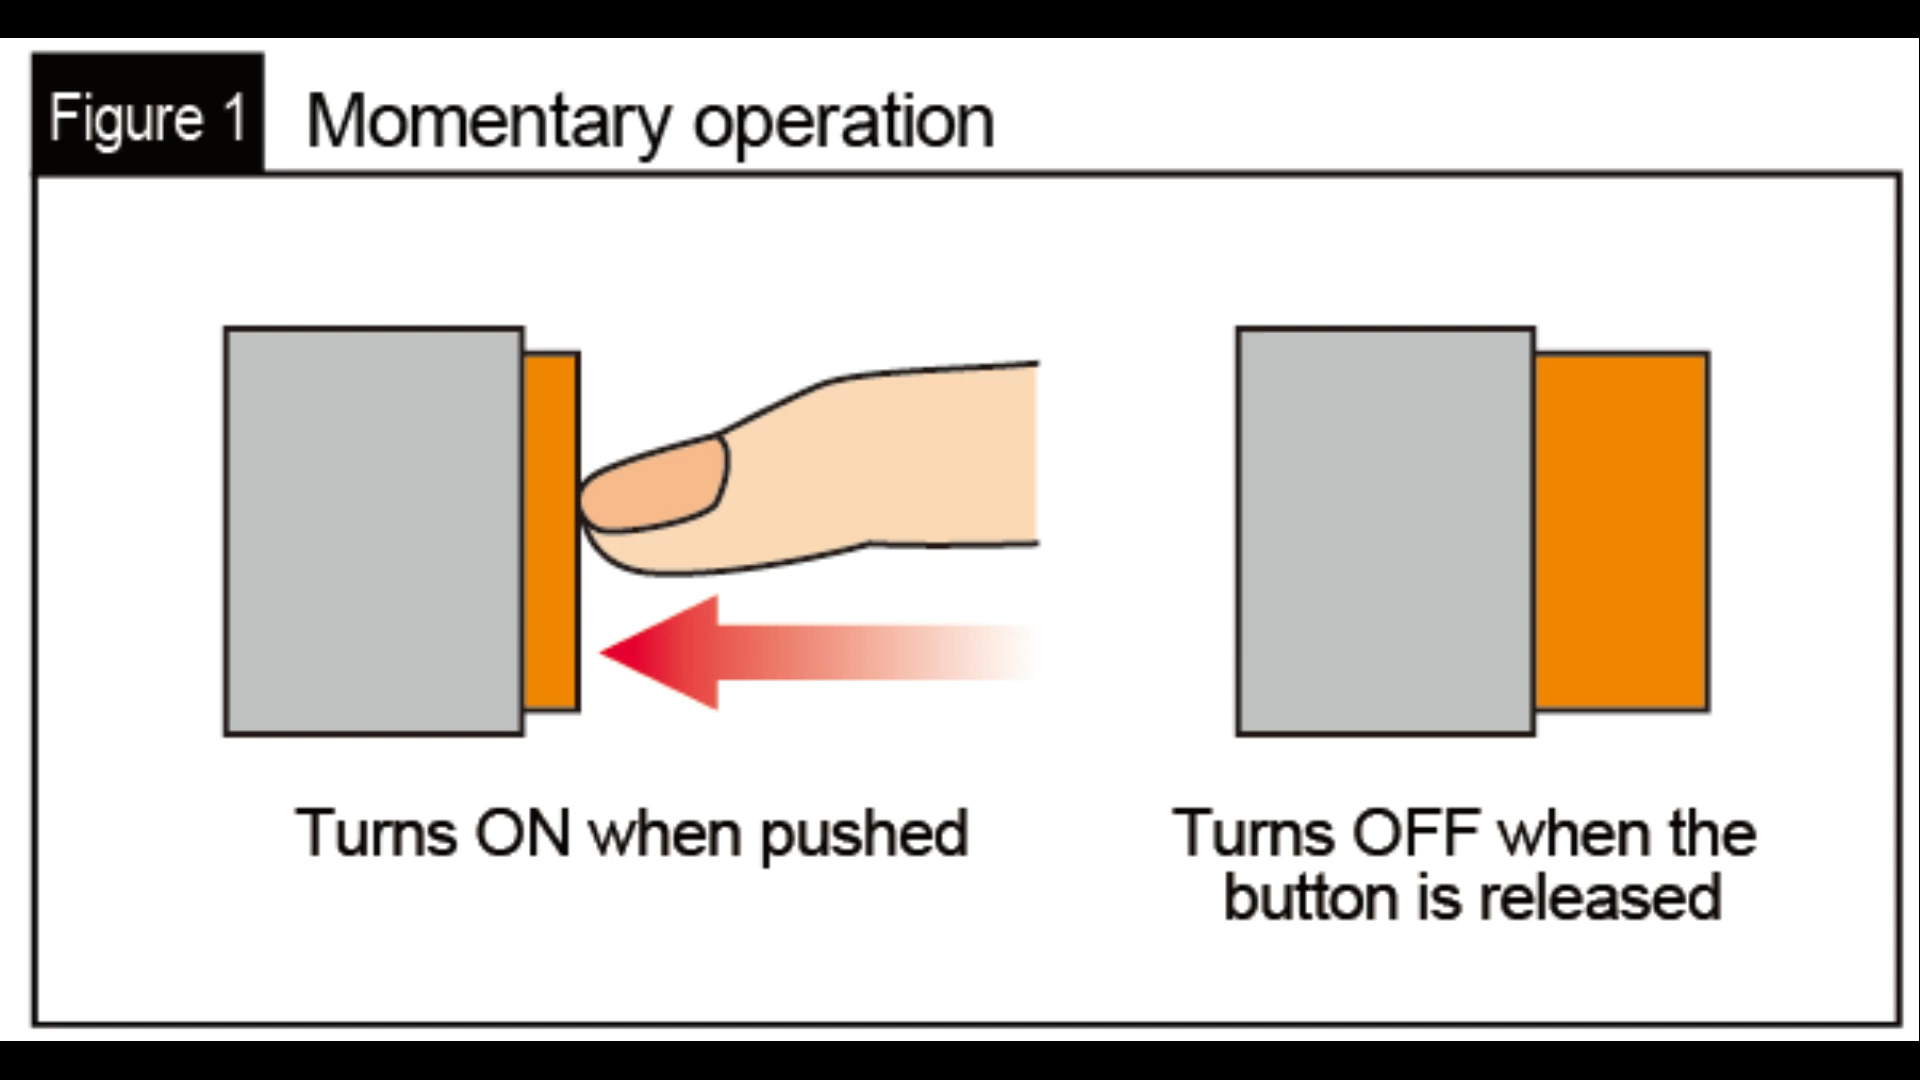 Figure 1 Momentary operation
Turns ON when pushed
Turns OFF when the
button is released